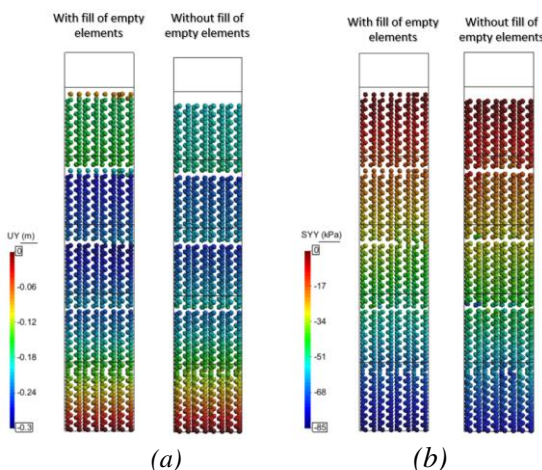 With fill of empty
elements
Without fill of
empty elements
With fill of empty
elements
Without fill of
empty elements
UY (m)
0
-0.06
-0.12
-0.18
-0.24
-0.3
SYY (kPa)
0
-17
-34
-51
-68
-85
(a)
(b)